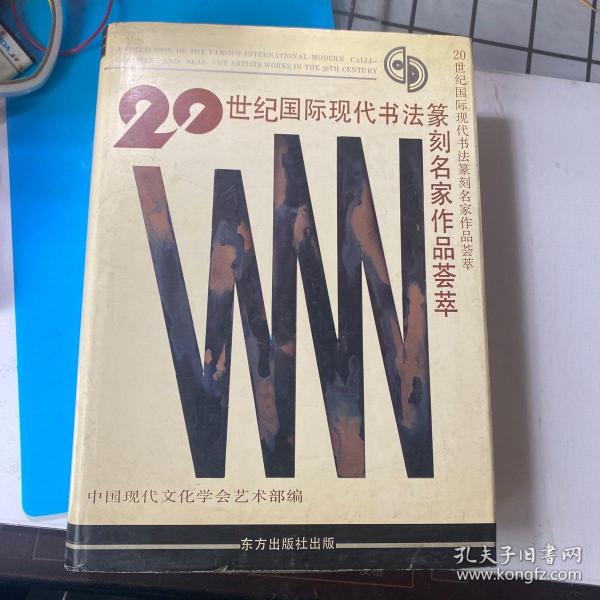 A COLLECTION OF THE FAMOUS INTERNATIONAL MODERN CALLI-
AND SEAL CUT ARTISTS WORKS IN THE 20TH CENTURY
20世纪国际现代书法篆刻名家作品荟萃
20世纪国际现代书法篆刻名家作品荟萃
中国现代文化学会艺术部编
东方出版社出版
孔夫子旧书网
www.kongfz.com